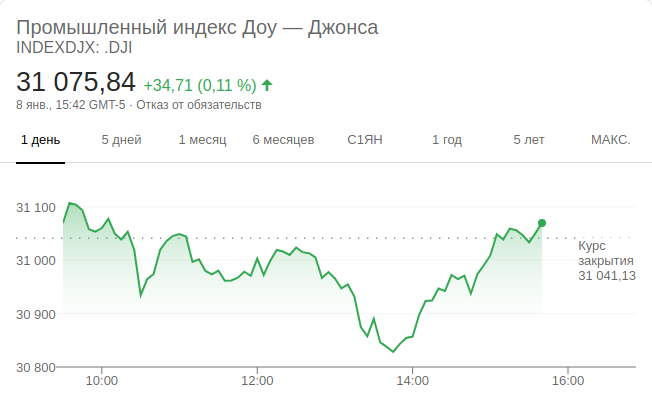 Промышленный индекс Доу — Джонса
INDEXDJX: .DJI
31 075,84 +34,71 (0,11 %) ↑
8 янв., 15:42 GMT-5 · Отказ от обязательств
1 день 5 дней 1 месяц 6 месяцев С1ЯН 1 год 5 лет МАКС.
31 100
31 000
30 900
30 800
Курс
закрытия
31 041,13
10:00 12:00 14:00 16:00